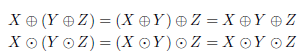 X ⊕ (Y ⊕ Z) = (X ⊕ Y) ⊕ Z = X ⊕ Y ⊕ Z
X ⊙ (Y ⊙ Z) = (X ⊙ Y) ⊙ Z = X ⊙ Y ⊙ Z